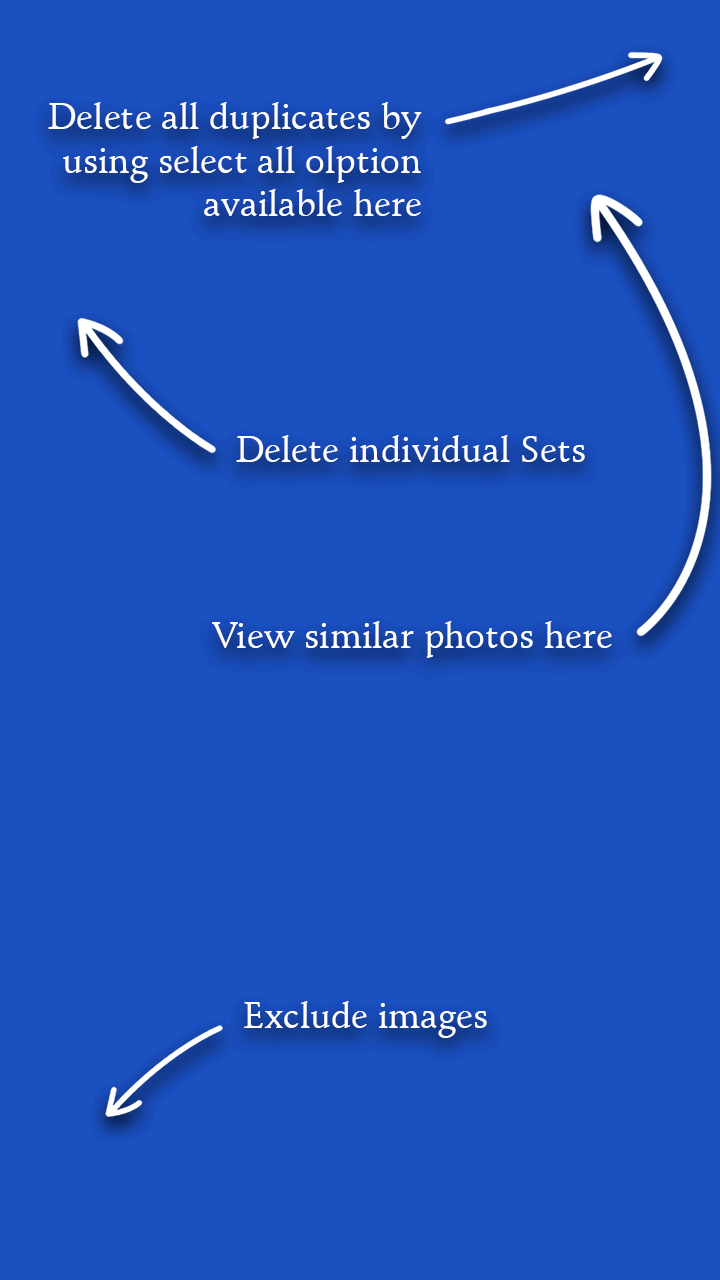 Delete all duplicates by
using select all olption
available here
Delete individual Sets
View similar photos here
Exclude images